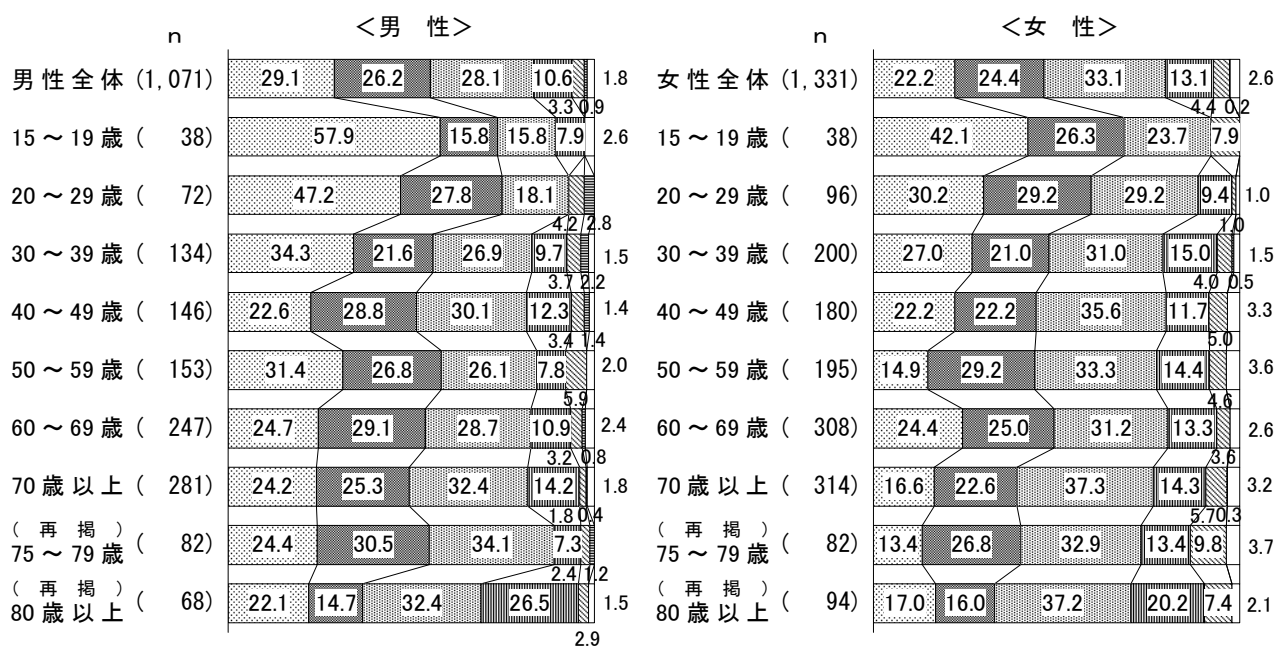 ＜男　性＞
n
男性全体 (1,071) 29.1 26.2 28.1 10.6 1.8
3.3 0.9
15～19歳 ( 38) 57.9 15.8 15.8 7.9 2.6
20～29歳 ( 72) 47.2 27.8 18.1
4.2 2.8
30～39歳 ( 134) 34.3 21.6 26.9 9.7 1.5
3.7 2.2
40～49歳 ( 146) 22.6 28.8 30.1 12.3 1.4
3.4 1.4
50～59歳 ( 153) 31.4 26.8 26.1 7.8 2.0
5.9
60～69歳 ( 247) 24.7 29.1 28.7 10.9 2.4
3.2 0.8
70歳以上 ( 281) 24.2 25.3 32.4 14.2 1.8
1.8 0.4
(再掲)
75～79歳 ( 82) 24.4 30.5 34.1 7.3
2.4 1.2
(再掲)
80歳以上 ( 68) 22.1 14.7 32.4 26.5 1.5
2.9
＜女　性＞
n
女性全体 (1,331) 22.2 24.4 33.1 13.1 2.6
4.4 0.2
15～19歳 ( 38) 42.1 26.3 23.7 7.9
20～29歳 ( 96) 30.2 29.2 29.2 9.4 1.0
1.0
30～39歳 ( 200) 27.0 21.0 31.0 15.0 1.5
4.0 0.5
40～49歳 ( 180) 22.2 22.2 35.6 11.7 3.3
5.0
50～59歳 ( 195) 14.9 29.2 33.3 14.4 3.6
4.6
60～69歳 ( 308) 24.4 25.0 31.2 13.3 2.6
3.6
70歳以上 ( 314) 16.6 22.6 37.3 14.3 3.2
5.7 0.3
(再掲)
75～79歳 ( 82) 13.4 26.8 32.9 13.4 9.8 3.7
(再掲)
80歳以上 ( 94) 17.0 16.0 37.2 20.2 7.4 2.1